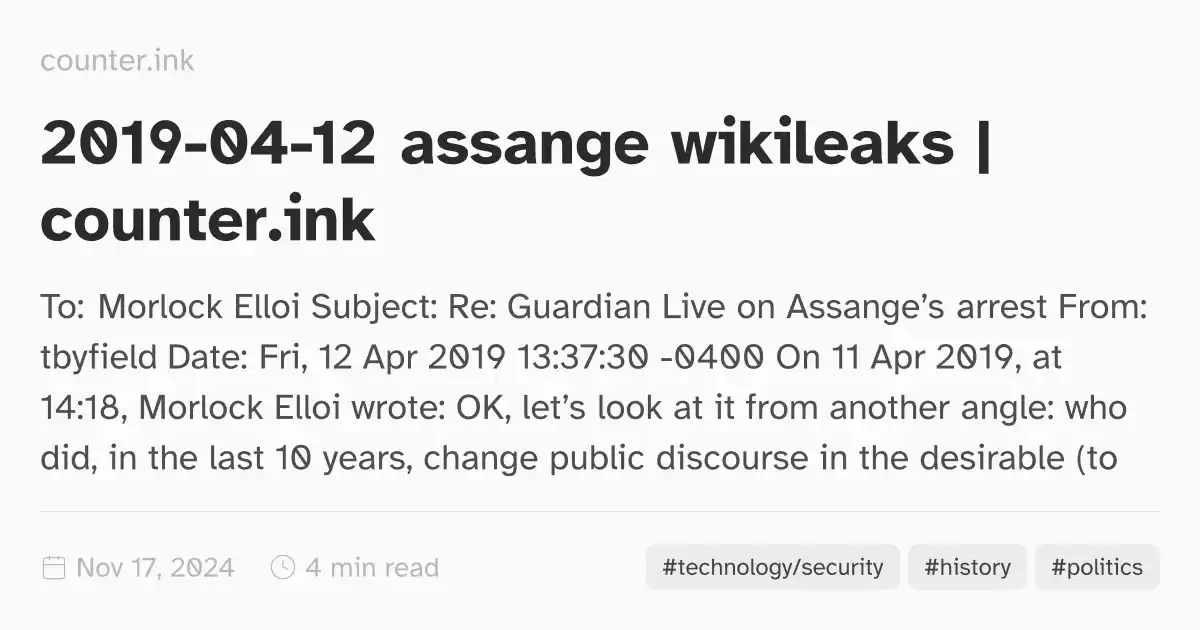 counter.ink
2019-04-12 assange wikileaks |
counter.ink
To: Morlock Elloi Subject: Re: Guardian Live on Assange’s arrest From:
tbyfield Date: Fri, 12 Apr 2019 13:37:30 -0400 On 11 Apr 2019, at
14:18, Morlock Elloi wrote: OK, let’s look at it from another angle: who
did, in the last 10 years, change public discourse in the desirable (to
Nov 17, 2024 4 min read #technology/security #history #politics